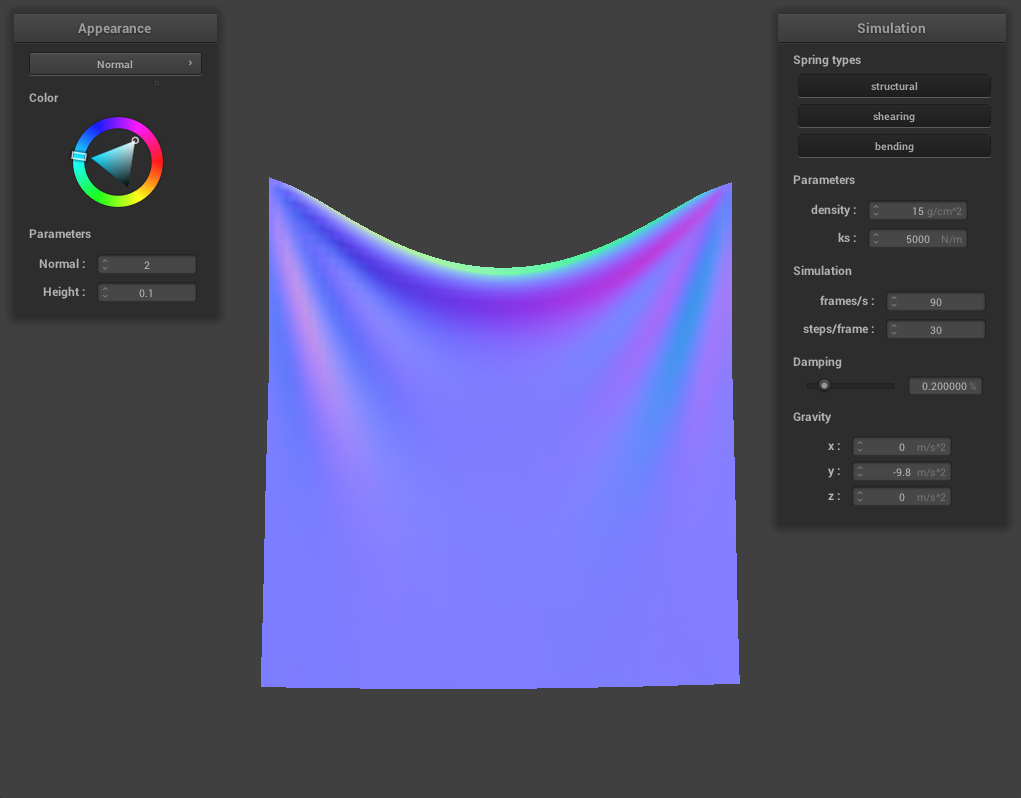 Appearance
Normal
Color
Parameters
Normal : 2
Height : 0.1
Simulation
Spring types
structural
shearing
bending
Parameters
density : 15 g/cm^2
ks : 5000 N/m
Simulation
frames/s : 90
steps/frame : 30
Damping
0.200000 %
Gravity
x : 0 m/s^2
y : -9.8 m/s^2
z : 0 m/s^2